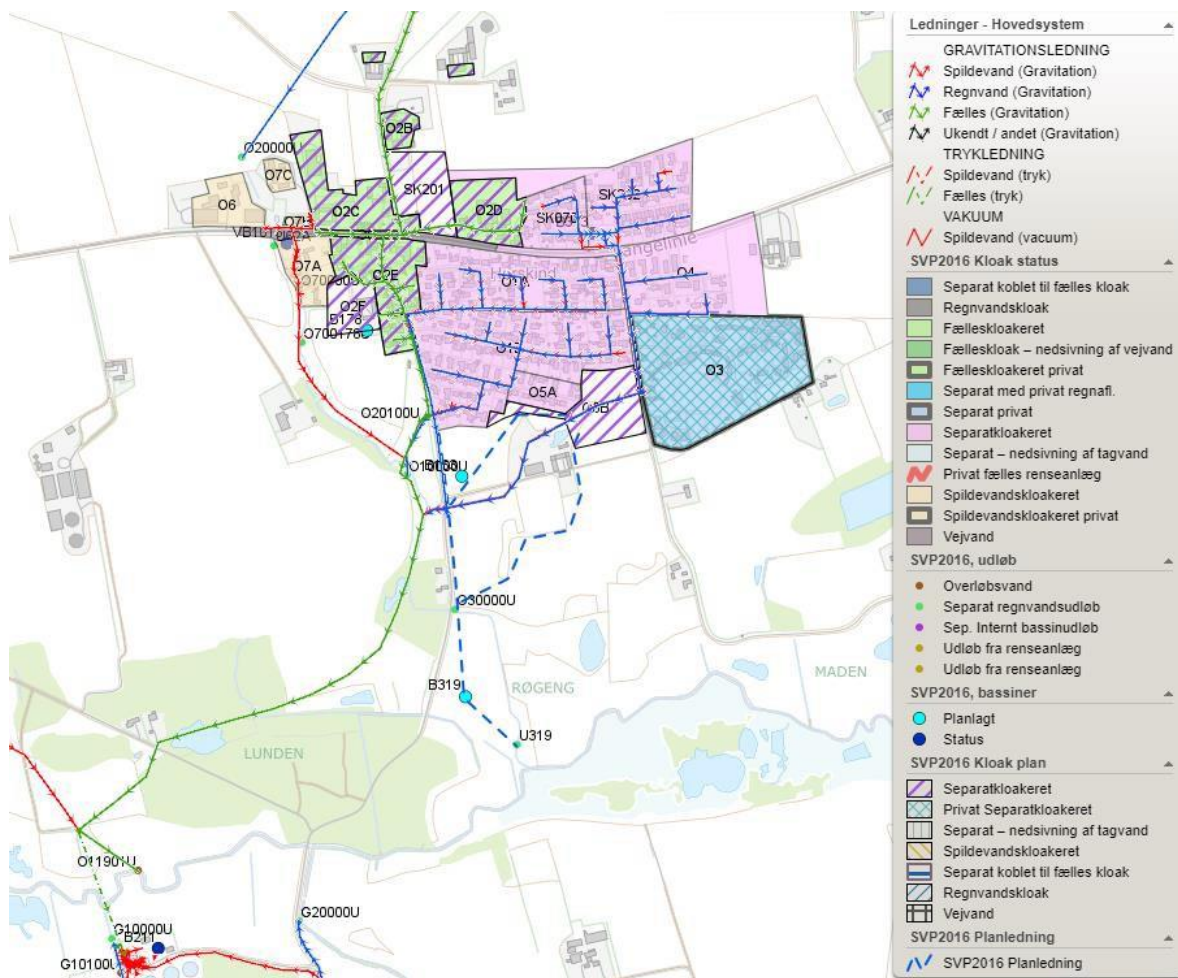 O2B
O20000U
O7C
SK201
O6
O2C
O2D
O7A
O2E
O4
O2F
B178
O3
O5A
O20100U
O30000U
B319
RØGENG
MADEN
U319
LUNDEN
O11901U
G20000U
G10000U
B211
G10100U
Ledninger - Hovedsystem
GRAVITATIONSLEDNING
Spildevand (Gravitation)
Regnvand (Gravitation)
Fælles (Gravitation)
Ukendt / andet (Gravitation)
TRYKLEDNING
Spildevand (tryk)
Fælles (tryk)
VAKUUM
Spildevand (vacuum)
SVP2016 Kloak status
Separat koblet til fælles kloak
Regnvandskloak
Fælleskloakeret
Fælleskloak – nedsivning af vejvand
Fælleskloakeret privat
Separat med privat regnafl.
Separat privat
Separatkloakeret
Separat – nedsivning af tagvand
Privat fælles renseanlæg
Spildevandskloakeret
Spildevandskloakeret privat
Vejvand
SVP2016, udløb
Overløbsvand
Separat regnvandsudløb
Sep. Internt bassinudløb
Udløb fra renseanlæg
Udløb fra renseanlæg
SVP2016, bassiner
Planlagt
Status
SVP2016 Kloak plan
Separatkloakeret
Privat Separatkloakeret
Separat – nedsivning af tagvand
Spildevandskloakeret
Separat koblet til fælles kloak
Regnvandskloak
Vejvand
SVP2016 Planledning
SVP2016 Planledning